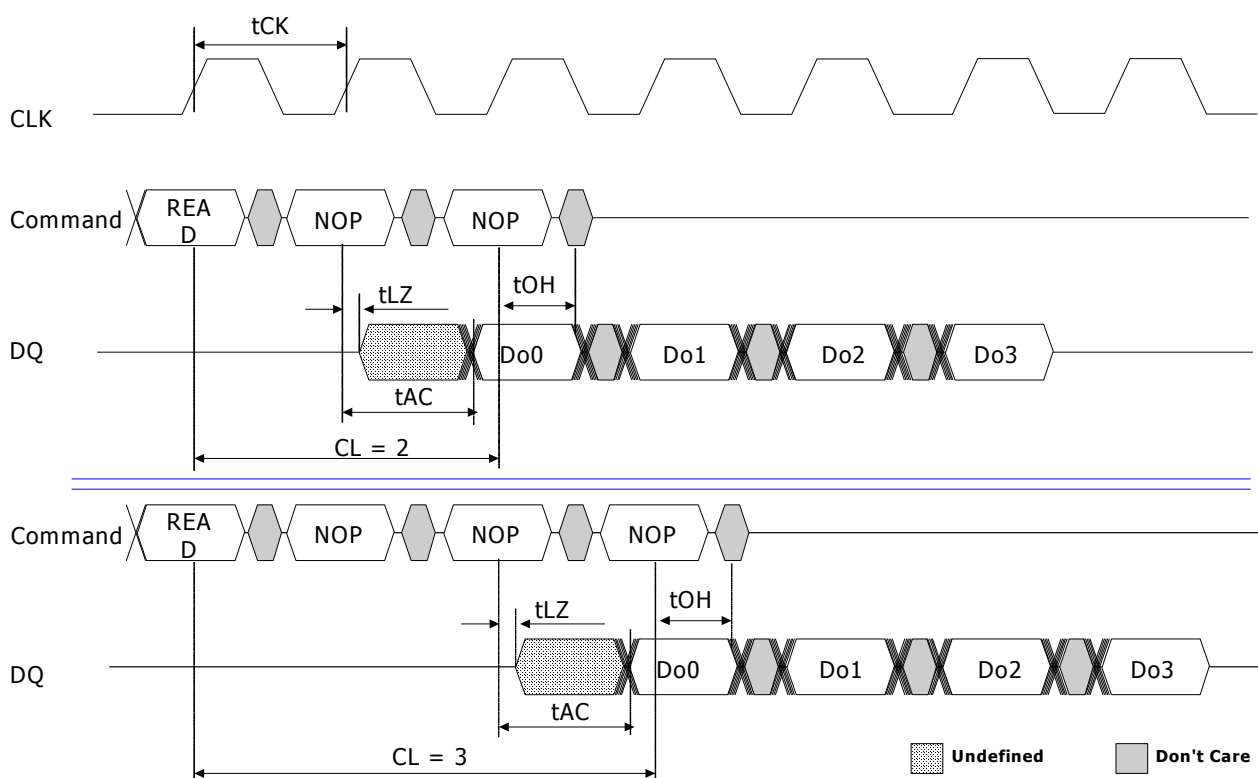 tCK
CLK
Command
REA
D
NOP
NOP
tLZ
tOH
DQ
Do0
Do1
Do2
Do3
tAC
CL = 2
Command
REA
D
NOP
NOP
NOP
tLZ
tOH
DQ
Do0
Do1
Do2
Do3
tAC
CL = 3
Undefined
Don't Care